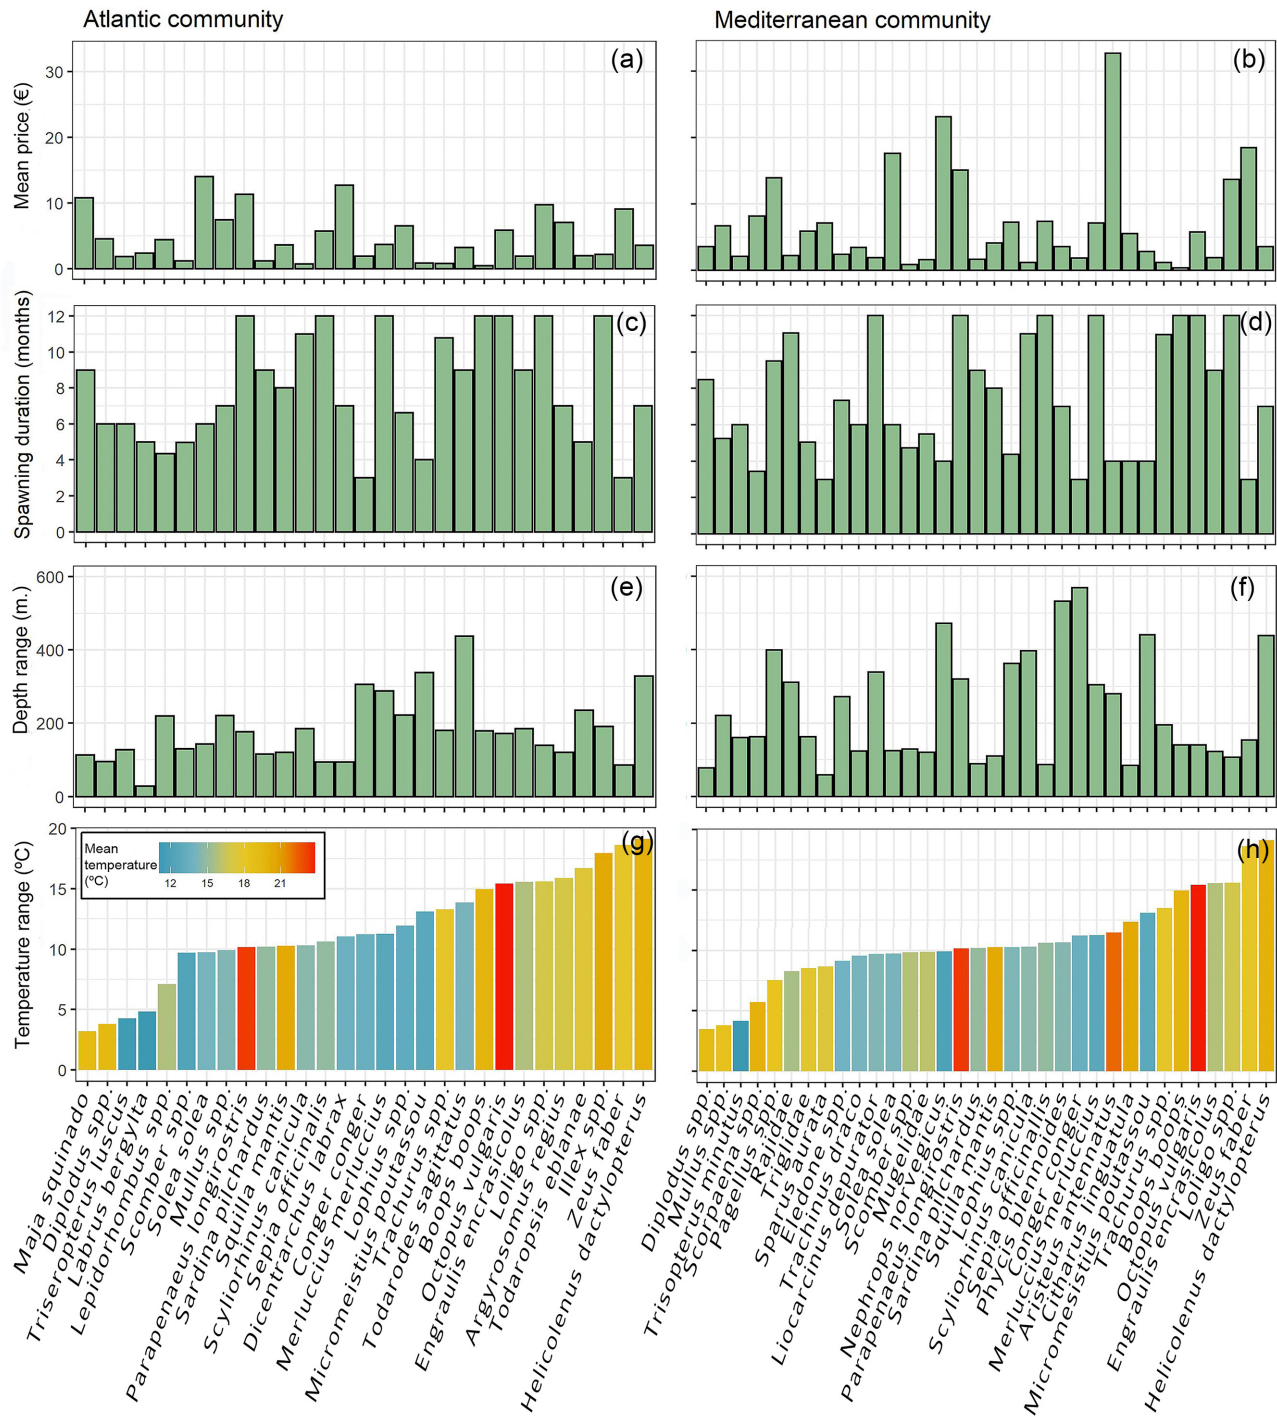 Atlantic community
Mediterranean community
(a)
(b)
Mean price (€)
30
20
10
0
(c)
(d)
Spawning duration (months)
12
10
8
6
4
2
0
(e)
(f)
Depth range (m.)
600
400
200
0
(g)
(h)
Temperature range (ºC)
20
15
10
5
0
Mean
temperature
(ºC)
12 15 18 21
Maja squinado
Diplodus spp.
Triseropterus luscus
Labrus bergylta
Lepidorhombus spp.
Scomber spp.
Solea solea
Mullus spp.
Parapenaeus longirostris
Sardina pilchardus
Squilla mantis
Scyliorhinus canicula
Sepia officinalis
Dicentrarchus labrax
Conger conger
Merluccius merluccius
Lophius spp.
Micromeistius poutassou
Trachurus spp.
Todarodes sagittatus
Boops boops
Octopus vulgaris
Engraulis encrasicolus
Loligo spp.
Argyrosomus regius
Todaropsis eblanae
Illex spp.
Zeus faber
Helicolenus dactylopterus
Diplodus spp.
Mullus spp.
Trisopterus minutus
Scorpaena spp.
Pagellus spp.
Rajidae
Triglidae
Sparus aurata
Eledone spp.
Trachinus draco
Liocarcinus depurator
Solea solea
Scomber spp.
Mugelidae
Nephrops norvegicus
Parapenaeus longirostris
Sardina pilchardus
Squilla mantis
Lophius spp.
Scyliorhinus canicula
Sepia officinallis
Phycis blennoides
Conger conger
Merluccius merluccius
Aristeus antennatus
Citharus linguatula
Micromesistius poutassou
Trachurus spp.
Boops boops
Octopus vulgaris
Engraulis encrasicolus
Loligo spp.
Zeus faber
Helicolenus dactylopterus